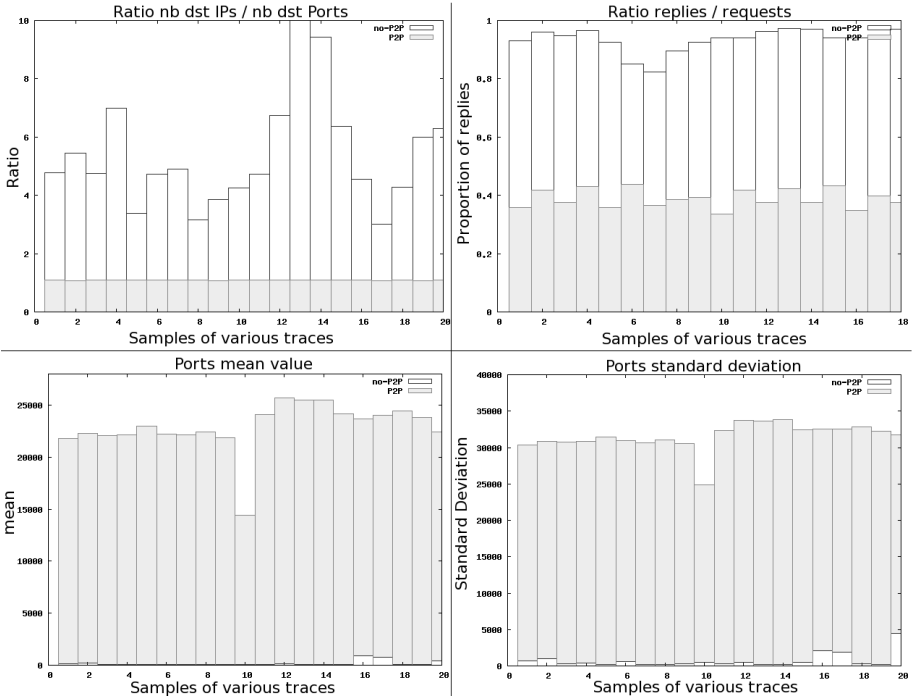 Ratio nb dst IPs / nb dst Ports
no-P2P
P2P
10
8
6
4
2
0
Ratio
0 2 4 6 8 10 12 14 16 18 20
Samples of various traces
Ratio replies / requests
no-P2P
P2P
1
0.8
0.6
0.4
0.2
0
Proportion of replies
0 2 4 6 8 10 12 14 16 18
Samples of various traces
Ports mean value
no-P2P
P2P
25000
20000
15000
10000
5000
0
mean
0 2 4 6 8 10 12 14 16 18 20
Samples of various traces
Ports standard deviation
no-P2P
P2P
40000
35000
30000
25000
20000
15000
10000
5000
0
Standard Deviation
0 2 4 6 8 10 12 14 16 18 20
Samples of various traces